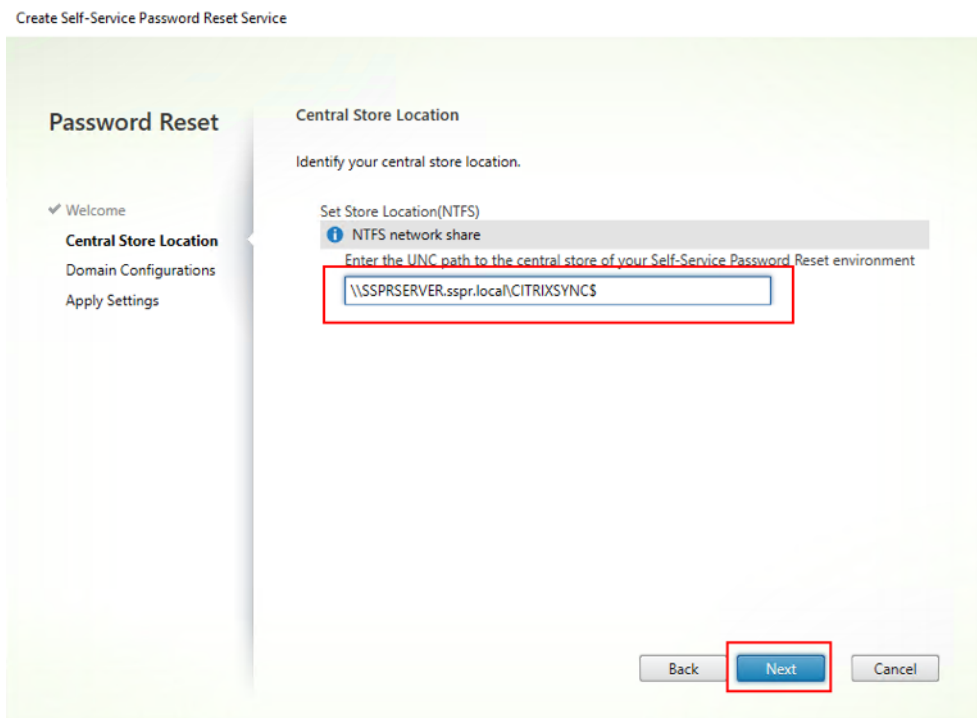 Create Self-Service Password Reset Service
Password Reset
Welcome
Central Store Location
Domain Configurations
Apply Settings
Central Store Location
Identify your central store location.
Set Store Location(NTFS)
NTFS network share
Enter the UNC path to the central store of your Self-Service Password Reset environment
\\SSPRSERVER.sspr.local\CITRIXSYNC$
Back
Next
Cancel